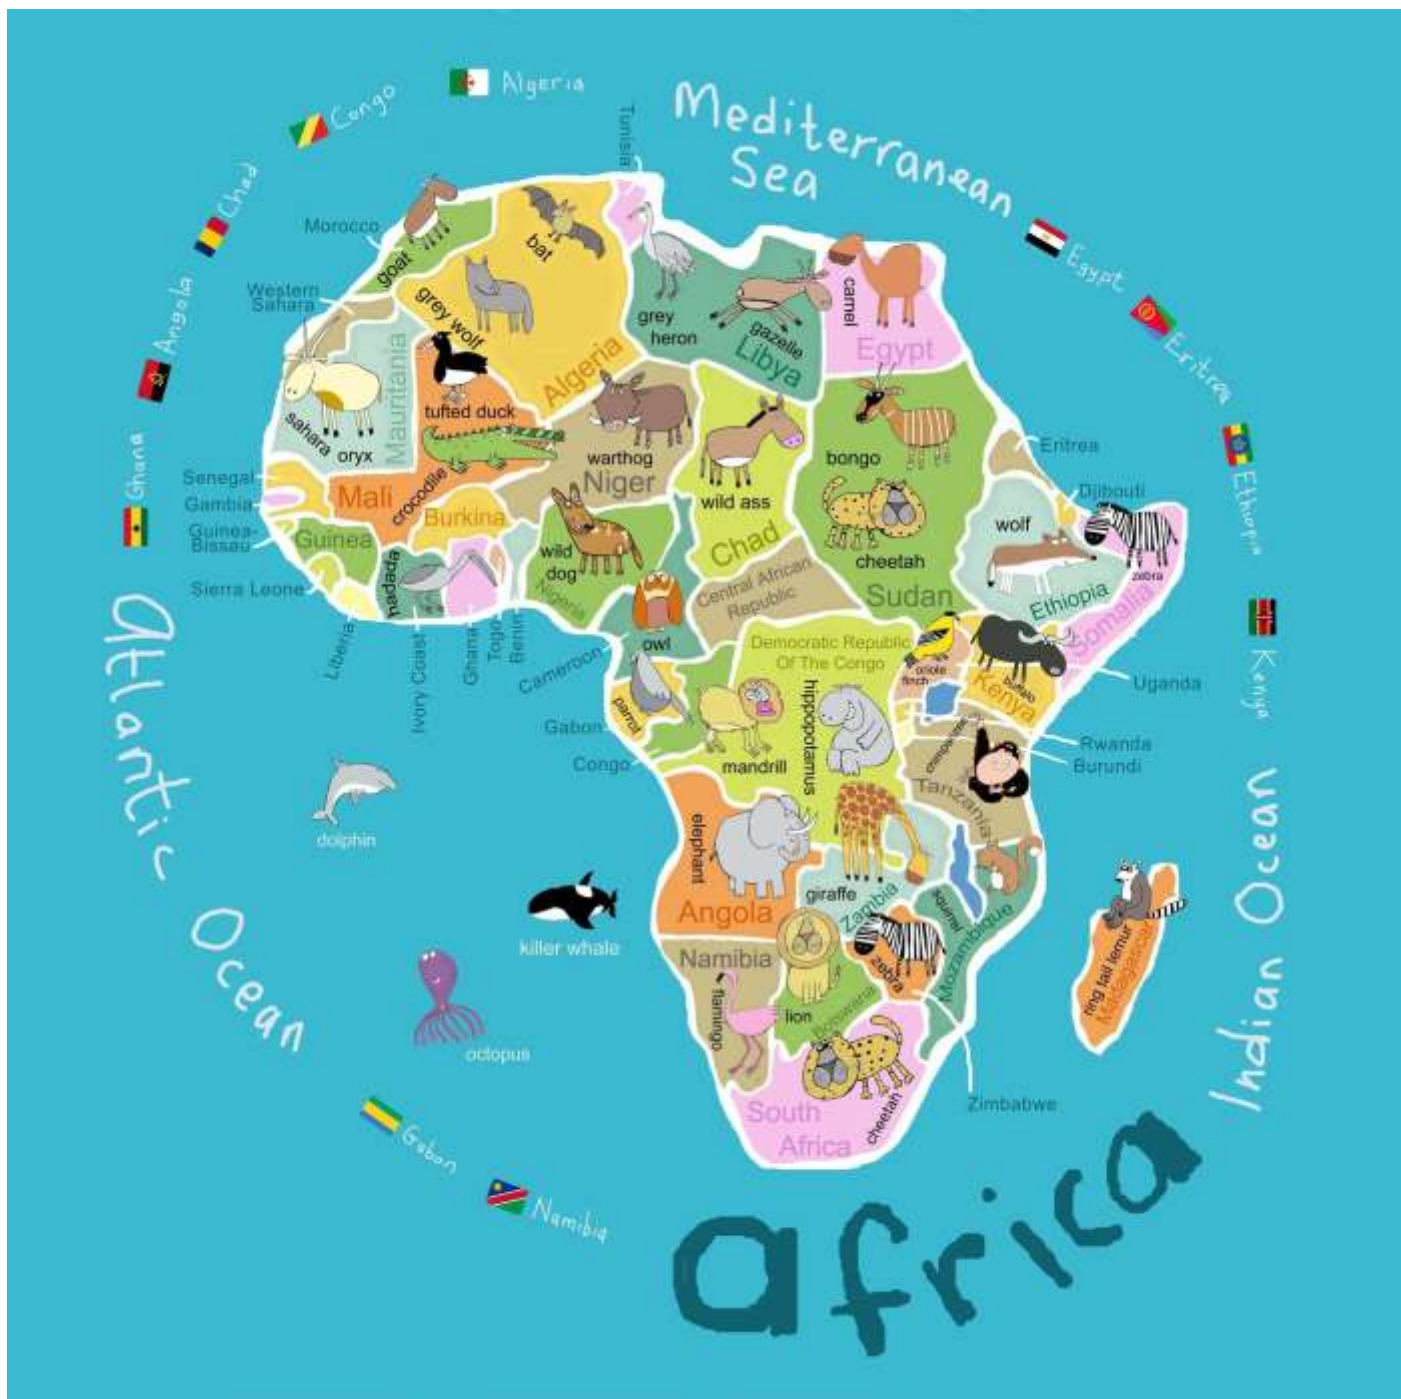 Algeria
Congo
Chad
Angola
Ghana
Mediterranean
Sea
Egypt
Eritrea
Ethiopia
Kenya
Tunisia
Morocco
goat
bat
grey wolf
Algeria
Western
Sahara
sahara
oryx
Mauritania
tufted duck
crocodile
Mali
grey
heron
gazelle
Libya
camel
Egypt
warthog
Niger
wild ass
Chad
bongo
cheetah
Sudan
Eritrea
Djibouti
wolf
Ethiopia
zebra
Somalia
Senegal
Gambia
Guinea-
Bissau
Guinea
Sierra Leone
Liberia
Burkina
hadada
Ivory Coast
Ghana
Togo
Benin
wild
dog
Nigeria
Cameroon
owl
Central African
Republic
Democratic Republic
Of The Congo
hippopotamus
oriole
finch
buffalo
Kenya
Uganda
Rwanda
Burundi
Gabon
parrot
Congo
mandrill
chimpanzee
Tanzania
elephant
Angola
giraffe
Zambia
squirrel
Mozambique
zebra
Zimbabwe
Namibia
flamingo
lion
Botswana
cheetah
South
Africa
ring tail lemur
Madagascar
Atlantic
Ocean
dolphin
killer whale
octopus
Indian Ocean
Gabon
Namibia
africa